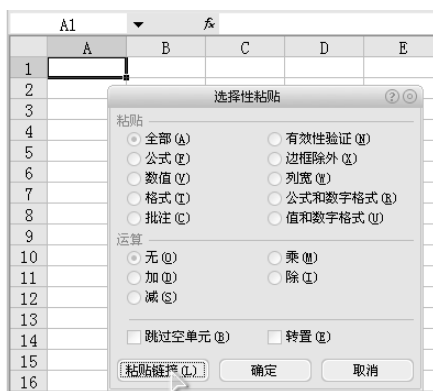 A1 fx
A B C D E
1
2
选择性粘贴
3
粘贴
4
全部(A) 有效性验证(N)
5
公式(F) 边框除外(X)
6
数值(V) 列宽(W)
7
格式(T) 公式和数字格式(R)
8
批注(C) 值和数字格式(U)
9
运算
10
无(O) 乘(M)
11
加(D) 除(I)
12
减(S)
13
14
跳过空单元(B) 转置(E)
15
粘贴链接(L) 确定 取消
16